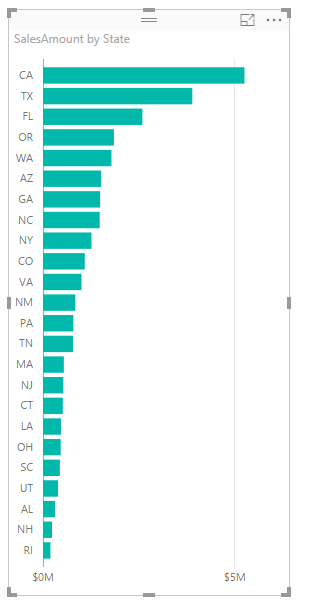 SalesAmount by State
CA
TX
FL
OR
WA
AZ
GA
NC
NY
CO
VA
NM
PA
TN
MA
NJ
CT
LA
OH
SC
UT
AL
NH
RI
$0M $5M